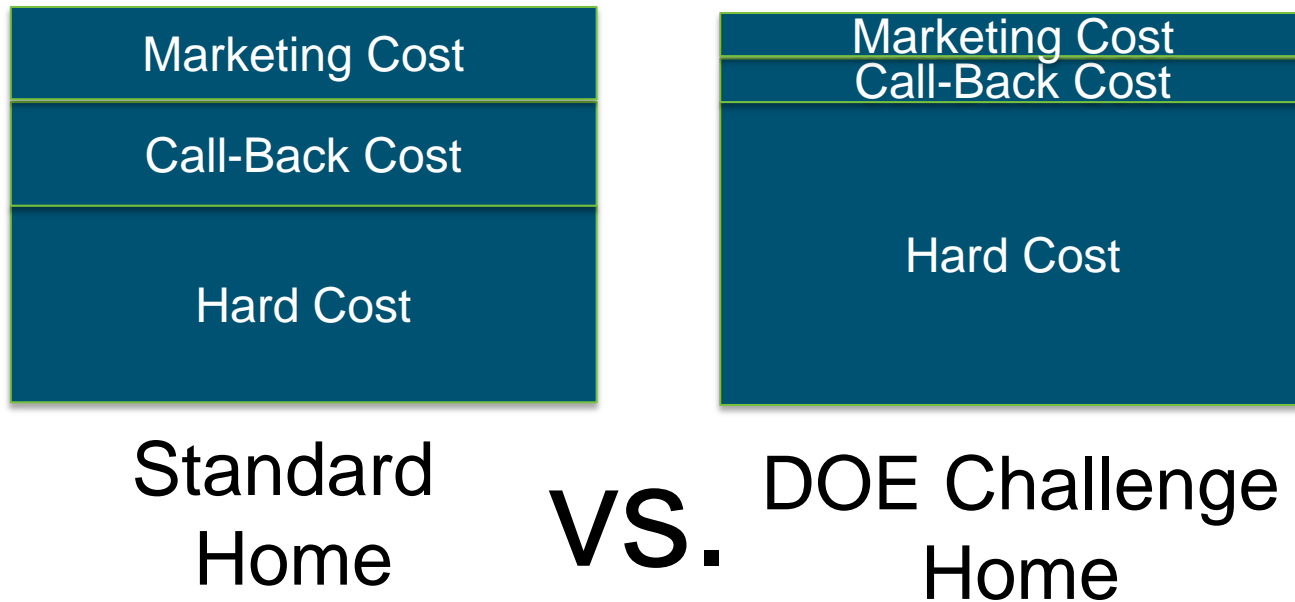 Marketing Cost
Call-Back Cost
Hard Cost
Standard
Home
vs.
Marketing Cost
Call-Back Cost
Hard Cost
DOE Challenge
Home